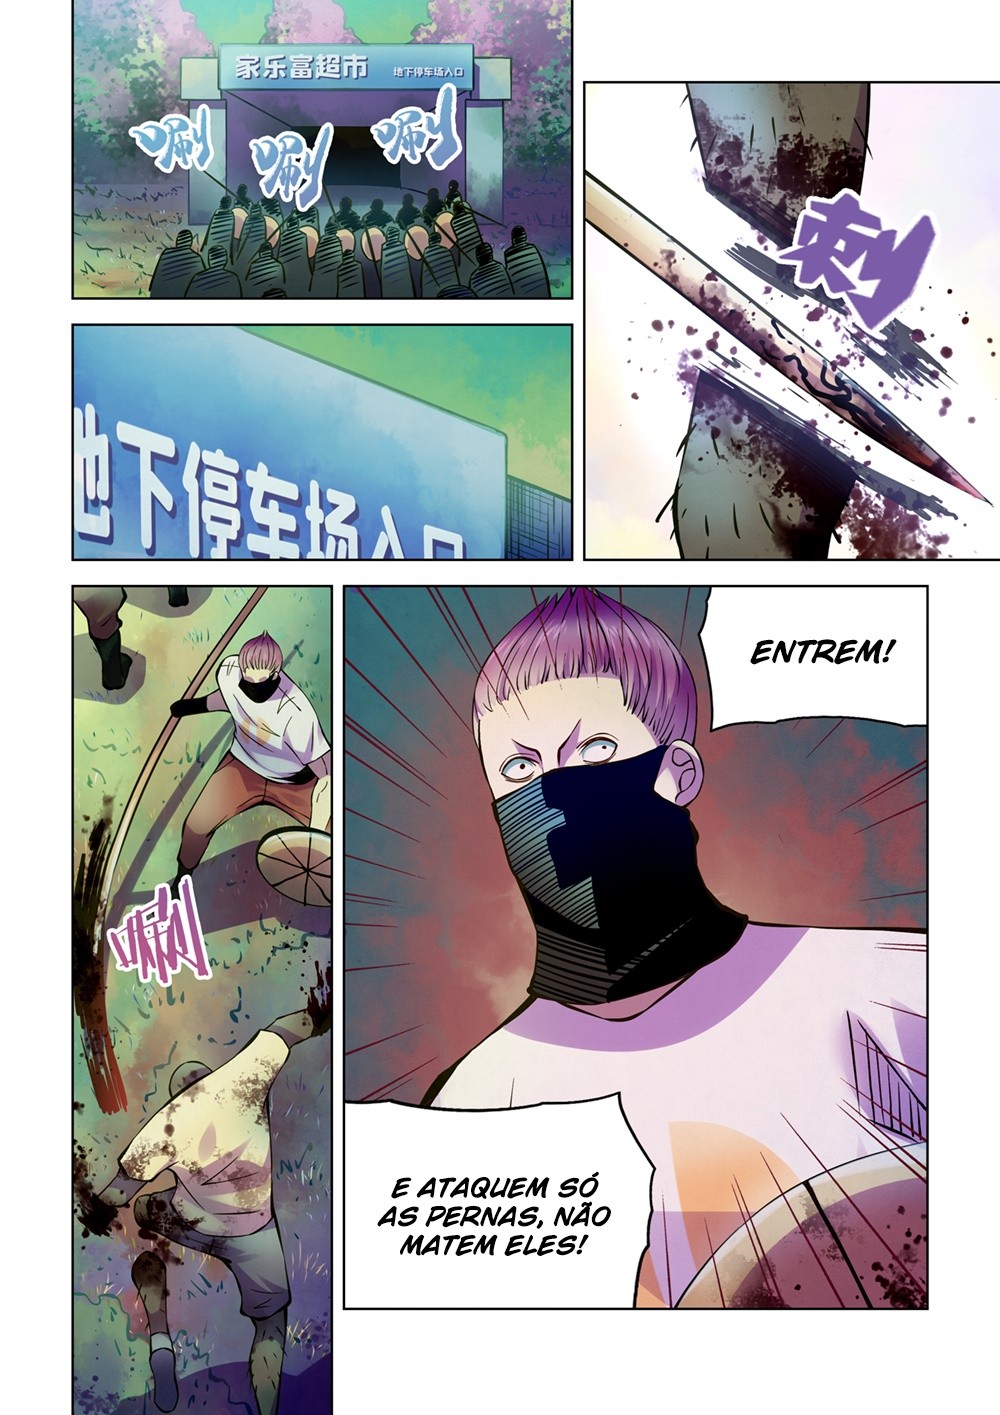 家乐富超市 地下停车场入口
唰 唰 唰
刺
地下停车场入口
唰
ENTREM!
E ATAQUEM SÓ
AS PERNAS, NÃO
MATEM ELES!